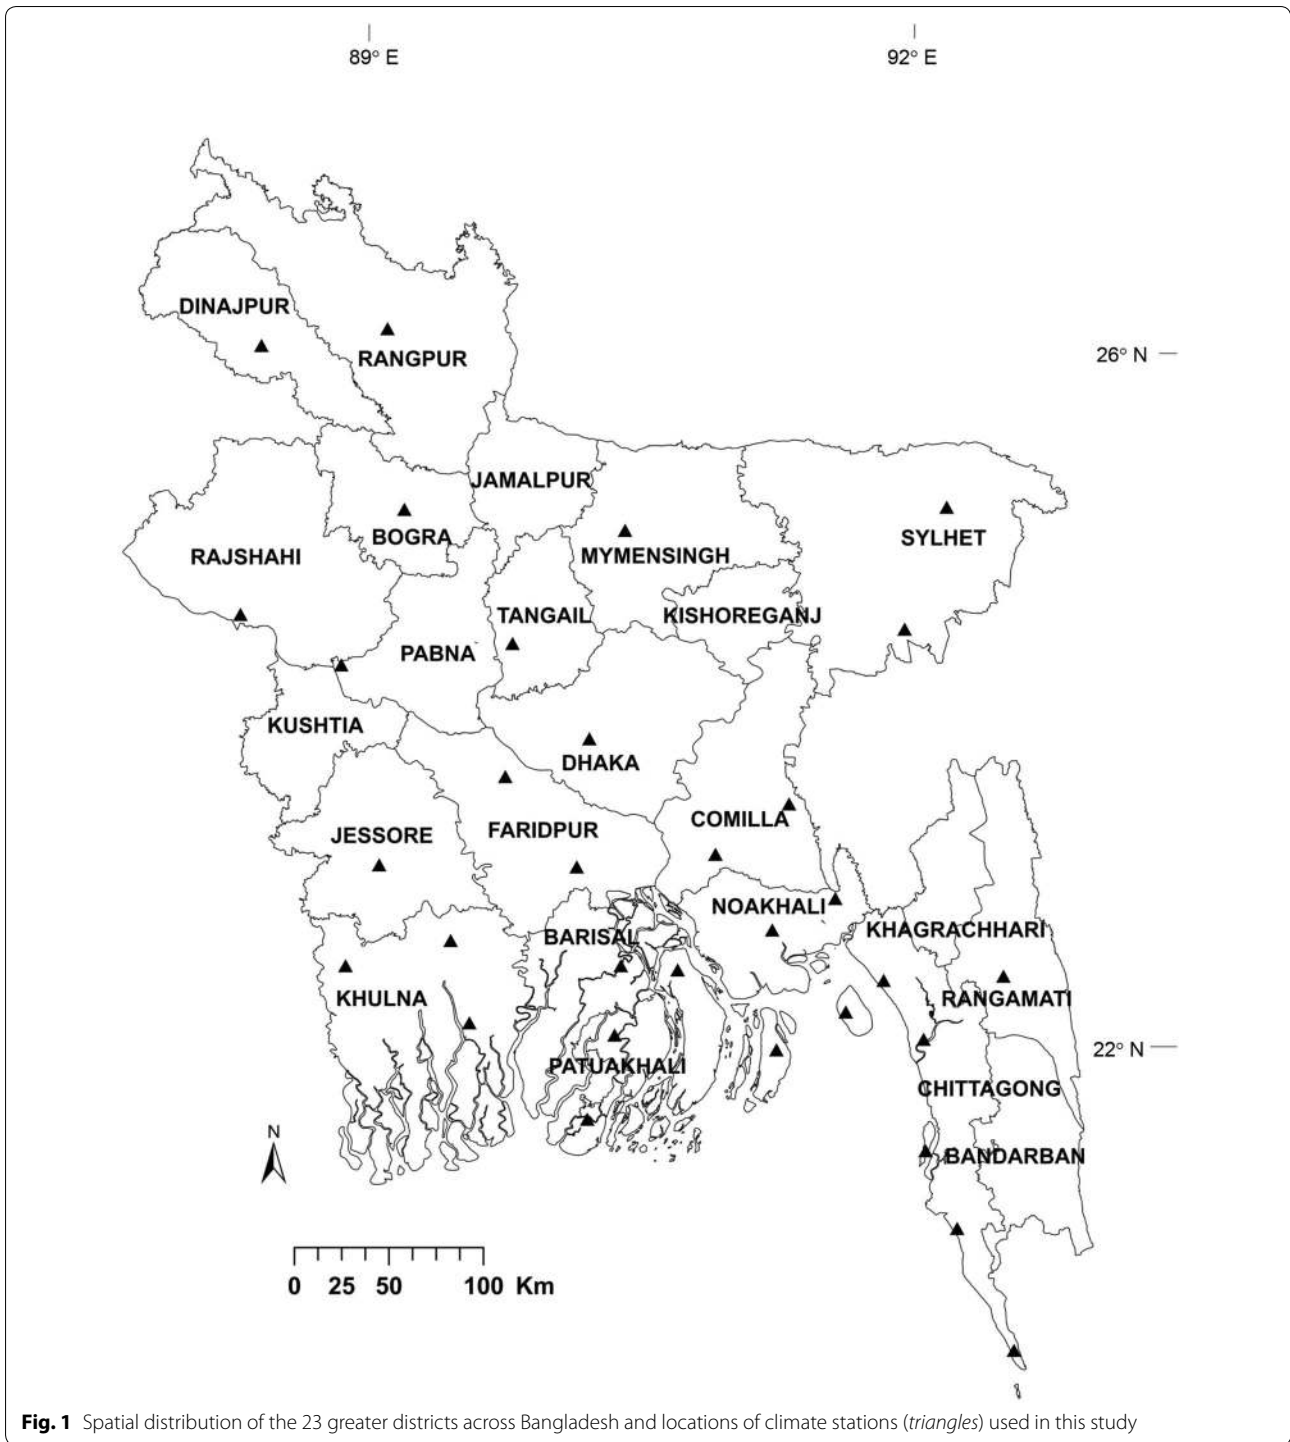 89° E 92° E
DINAJPUR
26° N
RANGPUR
JAMALPUR
BOGRA
SYLHET
RAJSHAHI
MYMENSINGH
TANGAIL
KISHOREGANJ
PABNA
KUSHTIA
DHAKA
COMILLA
FARIDPUR
JESSORE
NOAKHALI
KHAGRACHHARI
BARISAL
KHULNA
RANGAMATI
22° N
PATUAKHALI
CHITTAGONG
N
BANDARBAN
0 25 50 100 Km
Fig. 1 Spatial distribution of the 23 greater districts across Bangladesh and locations of climate stations (triangles) used in this study